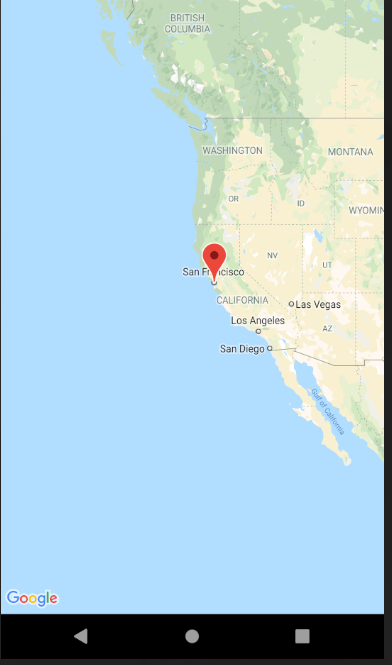 BRITISH
COLUMBIA
WASHINGTON
MONTANA
OR
ID
WYOMIN
San Francisco
NV
UT
CALIFORNIA
Las Vegas
Los Angeles
AZ
San Diego
Gulf of California
Google